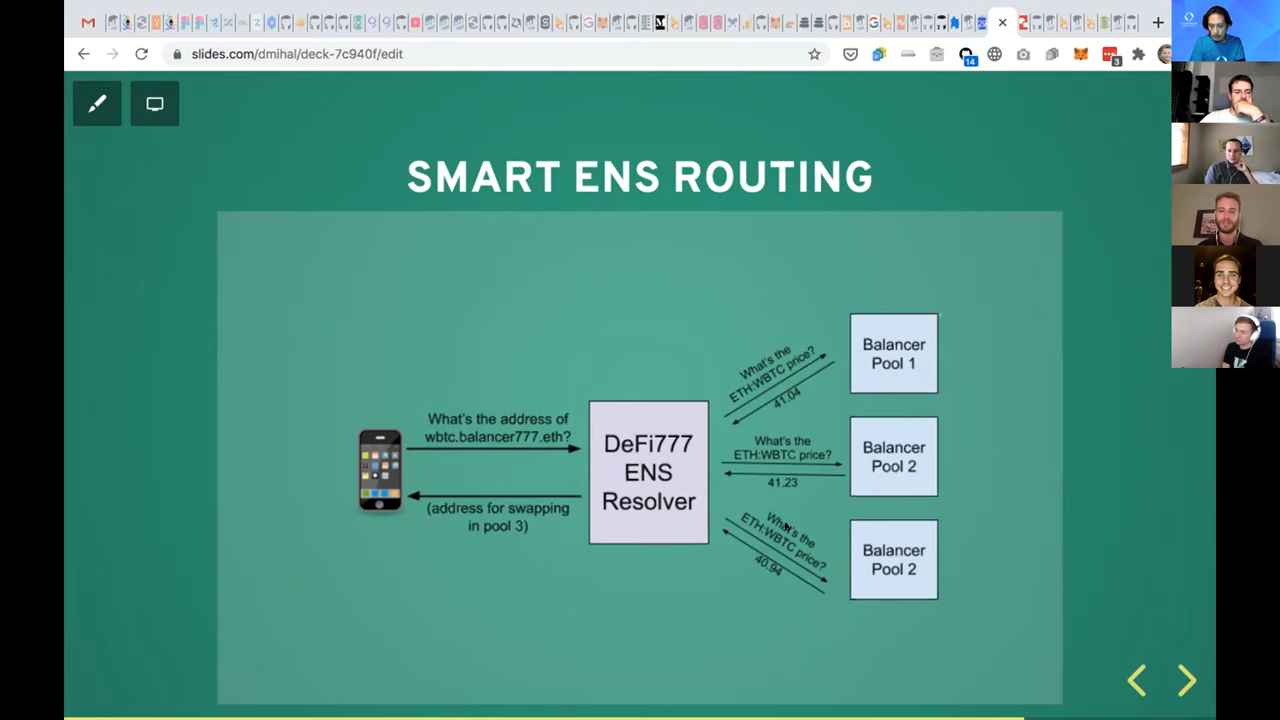 slides.com/dmihal/deck-7c940f/edit
14
3
SMART ENS ROUTING
What's the address of
wbtc.balancer777.eth?
(address for swapping
in pool 3)
DeFi777
ENS
Resolver
What's the
ETH:WBTC price?
41.04
What's the
ETH:WBTC price?
41.23
What's the
ETH:WBTC price?
40.94
Balancer
Pool 1
Balancer
Pool 2
Balancer
Pool 2